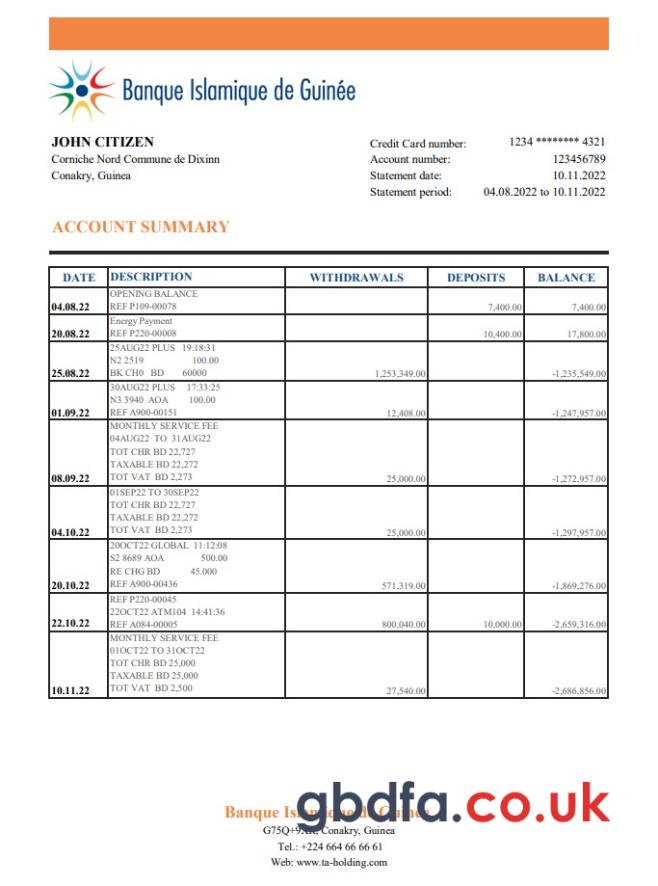 Banque Islamique de Guinée
JOHN CITIZEN
Corniche Nord Commune de Dixinn
Conakry, Guinea
Credit Card number: 1234 ******** 4321
Account number: 123456789
Statement date: 10.11.2022
Statement period: 04.08.2022 to 10.11.2022
ACCOUNT SUMMARY
DATE DESCRIPTION WITHDRAWALS DEPOSITS BALANCE
OPENING BALANCE
04.08.22 REF P109-00078 7,400.00 7,400.00
Energy Payment
20.08.22 REF P220-00008 10,400.00 17,800.00
25AUG22 PLUS 19:18:31
N2 2519 100.00
25.08.22 BK CH0 BD 60000 1,253,349.00 -1,235,549.00
30AUG22 PLUS 17:33:25
N3 3940 AOA 100.00
01.09.22 REF A900-00151 12,408.00 -1,247,957.00
MONTHLY SERVICE FEE
04AUG22 TO 31AUG22
TOT CHR BD 22,727
TAXABLE BD 22,272
08.09.22 TOT VAT BD 2,273 25,000.00 -1,272,957.00
01SEP22 TO 30SEP22
TOT CHR BD 22,727
TAXABLE BD 22,272
04.10.22 TOT VAT BD 2,273 25,000.00 -1,297,957.00
20OCT22 GLOBAL 11:12:08
S2 8689 AOA 500.00
RE CHG BD 45.000
20.10.22 REF A900-00436 571,319.00 -1,869,276.00
REF P220-00045
22OCT22 ATM104 14:41:36
22.10.22 REF A084-00005 800,040.00 10,000.00 -2,659,316.00
MONTHLY SERVICE FEE
01OCT22 TO 31OCT22
TOT CHR BD 25,000
TAXABLE BD 25,000
10.11.22 TOT VAT BD 2,500 27,540.00 -2,686,856.00
Banque Islamique de Guinée
gbdfa.co.uk
Conakry, Guinea
Tel.: +224 664 66 66 61
Web: www.ta-holding.com